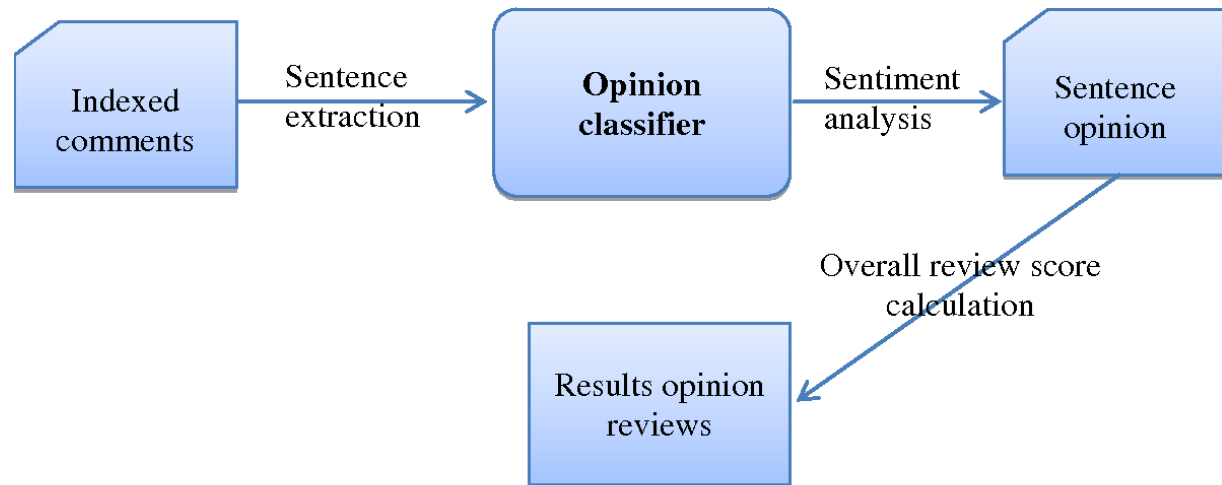 Indexed
comments
Sentence
extraction
Opinion
classifier
Sentiment
analysis
Sentence
opinion
Overall review score
calculation
Results opinion
reviews